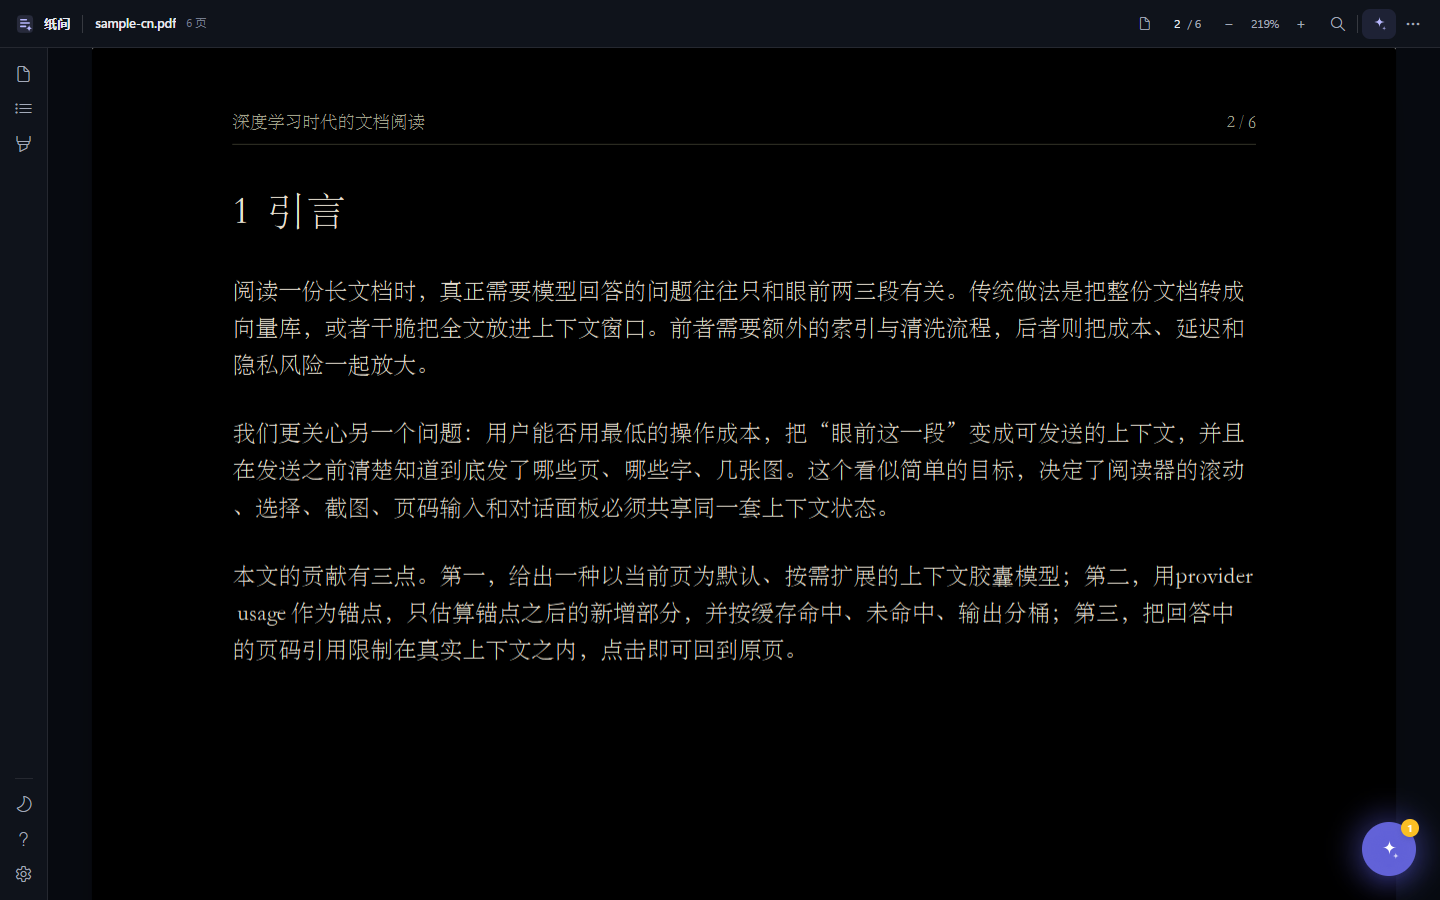 纸间
sample-cn.pdf 6 页
2 / 6
219%
深度学习时代的文档阅读
2 / 6
1 引言
阅读一份长文档时，真正需要模型回答的问题往往只和眼前两三段有关。传统做法是把整份文档转成
向量库，或者干脆把全文放进上下文窗口。前者需要额外的索引与清洗流程，后者则把成本、延迟和
隐私风险一起放大。
我们更关心另一个问题：用户能否用最低的操作成本，把“眼前这一段”变成可发送的上下文，并且
在发送之前清楚知道到底发了哪些页、哪些字、几张图。这个看似简单的目标，决定了阅读器的滚动
、选择、截图、页码输入和对话面板必须共享同一套上下文状态。
本文的贡献有三点。第一，给出一种以当前页为默认、按需扩展的上下文胶囊模型；第二，用provider
usage 作为锚点，只估算锚点之后的新增部分，并按缓存命中、未命中、输出分桶；第三，把回答中
的页码引用限制在真实上下文之内，点击即可回到原页。
1